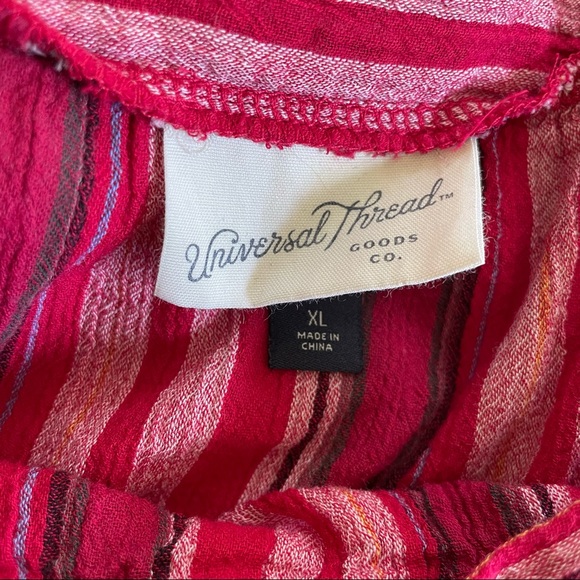 Universal Thread™
GOODS
CO.
XL
MADE IN
CHINA